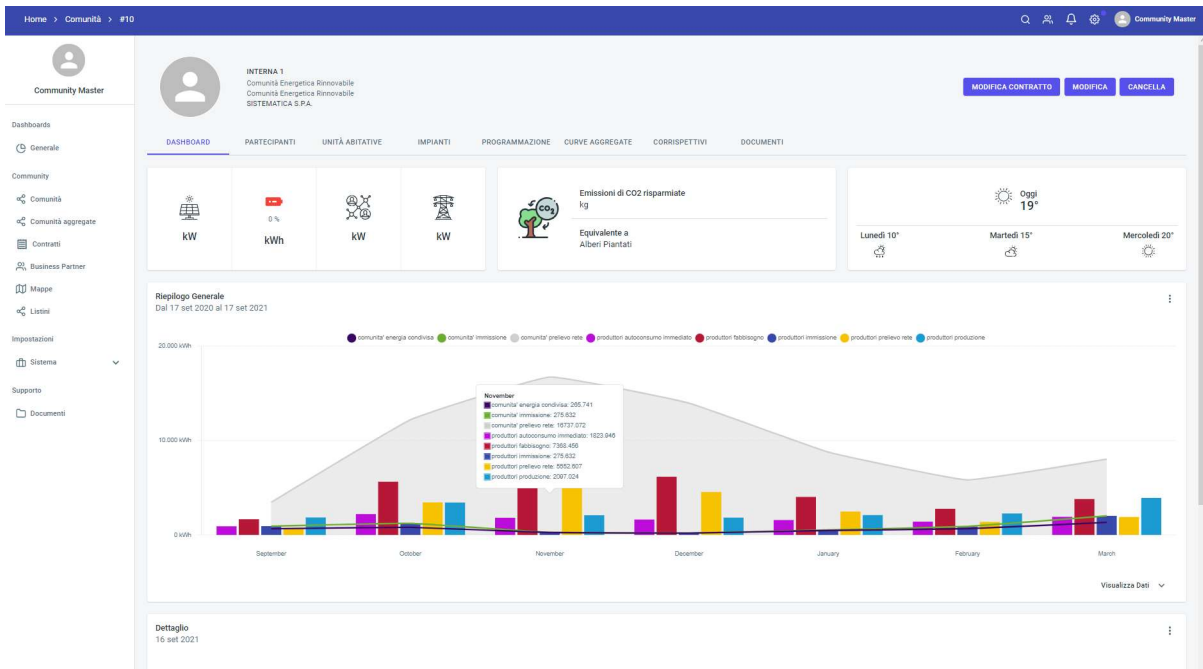 Home > Comunità > #10
Community Master
Community Master
Dashboards
Generale
Community
Comunità
Comunità aggregate
Contratti
Business Partner
Mappe
Listini
Impostazioni
Sistema
Supporto
Documenti
INTERNA 1
Comunità Energetica Rinnovabile
Comunità Energetica Rinnovabile
SISTEMATICA S.P.A.
MODIFICA CONTRATTO MODIFICA CANCELLA
DASHBOARD PARTECIPANTI UNITÀ ABITATIVE IMPIANTI PROGRAMMAZIONE CURVE AGGREGATE CORRISPETTIVI DOCUMENTI
0 %
kW kWh kW kW
CO2
Emissioni di CO2 risparmiate
kg
Equivalente a
Alberi Piantati
Oggi
19°
Lunedì 10° Martedì 15° Mercoledì 20°
Riepilogo Generale
Dal 17 set 2020 al 17 set 2021
comunita' energia condivisa comunita' immissione comunita' prelievo rete produttori autoconsumo immediato produttori fabbisogno produttori immissione produttori prelievo rete produttori produzione
20.000 kWh
10.000 kWh
0 kWh
November
comunita' energia condivisa: 265.741
comunita' immissione: 275.632
comunita' prelievo rete: 16737.072
produttori autoconsumo immediato: 1823.846
produttori fabbisogno: 7368.456
produttori immissione: 275.632
produttori prelievo rete: 5552.607
produttori produzione: 2087.024
September October November December January February March
Visualizza Dati
Dettaglio
16 set 2021